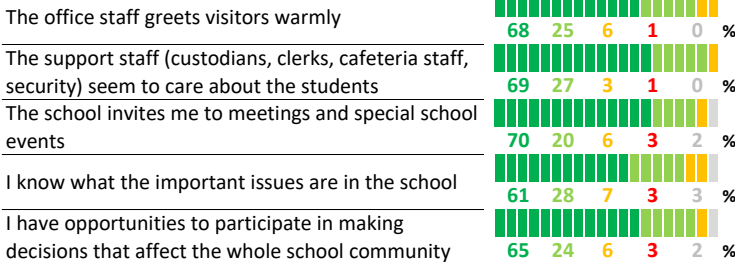 The office staff greets visitors warmly
68 25 6 1 0 %
The support staff (custodians, clerks, cafeteria staff,
security) seem to care about the students
69 27 3 1 0 %
The school invites me to meetings and special school
events
70 20 6 3 2 %
I know what the important issues are in the school
61 28 7 3 3 %
I have opportunities to participate in making
decisions that affect the whole school community
65 24 6 3 2 %